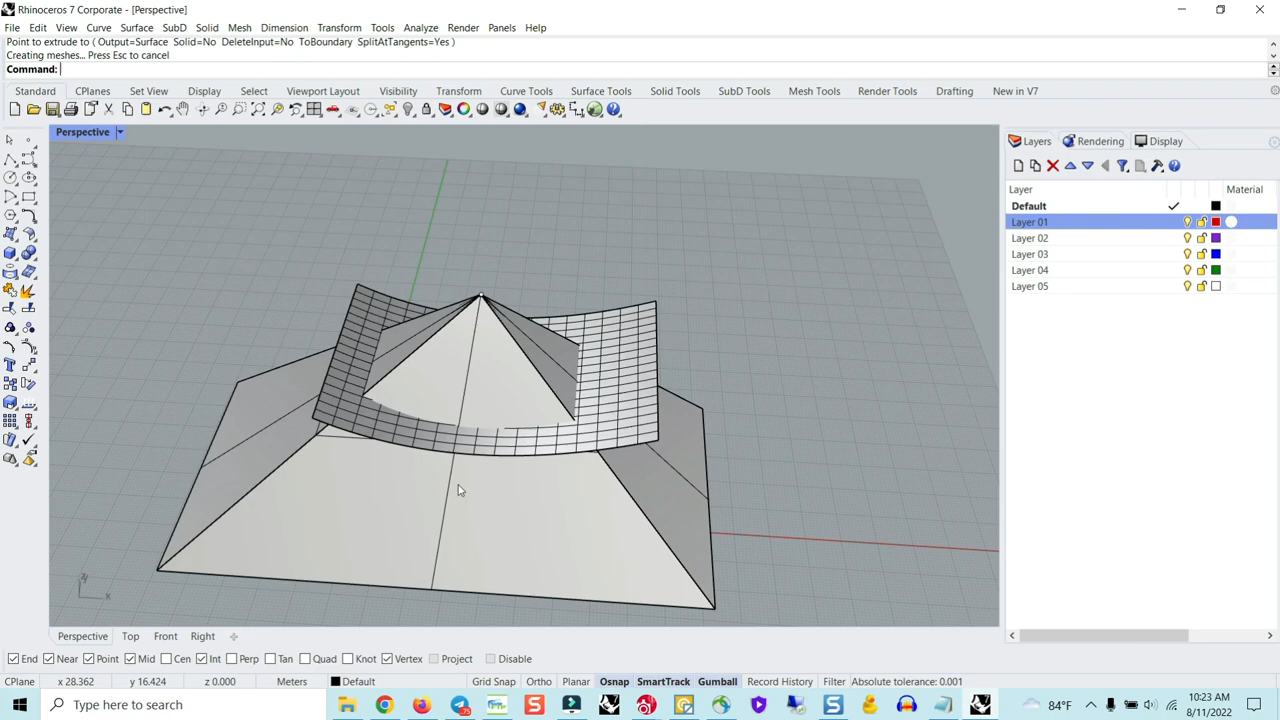 Rhinoceros 7 Corporate - [Perspective]
File Edit View Curve Surface SubD Solid Mesh Dimension Transform Tools Analyze Render Panels Help
Point to extrude to ( Output=Surface Solid=No DeleteInput=No ToBoundary SplitAtTangents=Yes )
Creating meshes... Press Esc to cancel
Command:
Standard CPlanes Set View Display Select Viewport Layout Visibility Transform Curve Tools Surface Tools Solid Tools SubD Tools Mesh Tools Render Tools Drafting New in V7
Perspective
Layers Rendering Display
Layer Material
Default
Layer 01
Layer 02
Layer 03
Layer 04
Layer 05
x
Perspective Top Front Right
End Near Point Mid Cen Int Perp Tan Quad Knot Vertex Project Disable
CPlane x 28.362 y 16.424 z 0.000 Meters Default Grid Snap Ortho Planar Osnap SmartTrack Gumball Record History Filter Absolute tolerance: 0.001
Type here to search
75
84°F
10:23 AM
8/11/2022